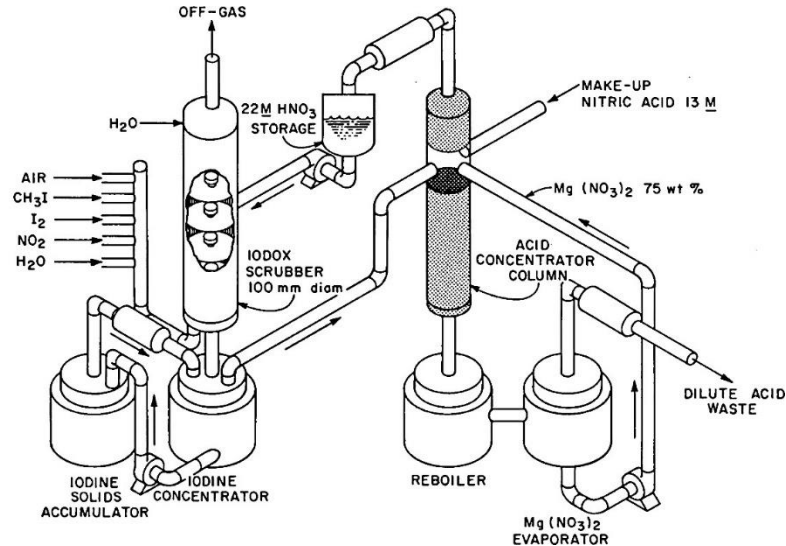 OFF-GAS
H₂O
22M HNO₃
STORAGE
MAKE-UP
NITRIC ACID 13 M
AIR
CH₃I
I₂
NO₂
H₂O
Mg (NO₃)₂ 75 wt %
IODOX
SCRUBBER
100 mm diam
ACID
CONCENTRATOR
COLUMN
DILUTE ACID
WASTE
IODINE
SOLIDS
ACCUMULATOR
IODINE
CONCENTRATOR
REBOILER
Mg (NO₃)₂
EVAPORATOR